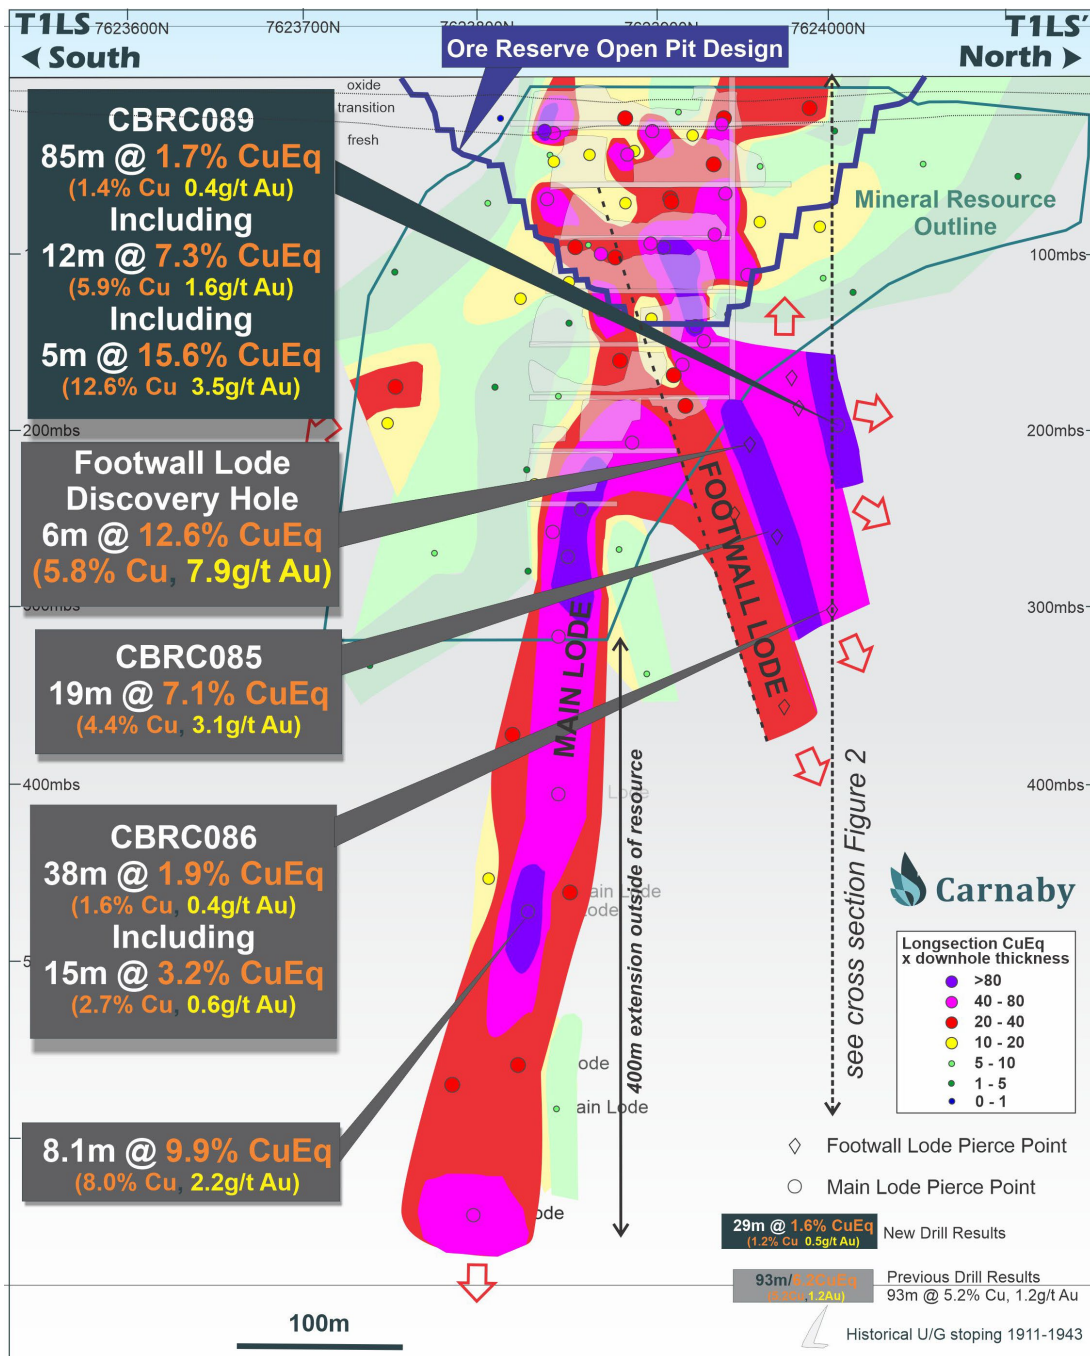 T1LS
South
7623600N
7623700N
7623800N
7624000N
T1LS'
North
Ore Reserve Open Pit Design
oxide
transition
fresh
CBRC089
85m @ 1.7% CuEq
(1.4% Cu 0.4g/t Au)
Including
12m @ 7.3% CuEq
(5.9% Cu 1.6g/t Au)
Including
5m @ 15.6% CuEq
(12.6% Cu 3.5g/t Au)
Mineral Resource
Outline
100mbs
200mbs
200mbs
Footwall Lode
Discovery Hole
6m @ 12.6% CuEq
(5.8% Cu, 7.9g/t Au)
300mbs
CBRC085
19m @ 7.1% CuEq
(4.4% Cu, 3.1g/t Au)
MAIN LODE
FOOTWALL LODE
400mbs
400mbs
CBRC086
38m @ 1.9% CuEq
(1.6% Cu, 0.4g/t Au)
Including
15m @ 3.2% CuEq
(2.7% Cu, 0.6g/t Au)
Lode
ain Lode
Lode
400m extension outside of resource
see cross section Figure 2
Carnaby
Longsection CuEq
x downhole thickness
>80
40 - 80
20 - 40
10 - 20
5 - 10
1 - 5
0 - 1
ode
ain Lode
8.1m @ 9.9% CuEq
(8.0% Cu, 2.2g/t Au)
ode
Footwall Lode Pierce Point
Main Lode Pierce Point
29m @ 1.6% CuEq
(1.2% Cu 0.5g/t Au)
New Drill Results
Previous Drill Results
93m @ 5.2% Cu, 1.2g/t Au
Historical U/G stoping 1911-1943
100m